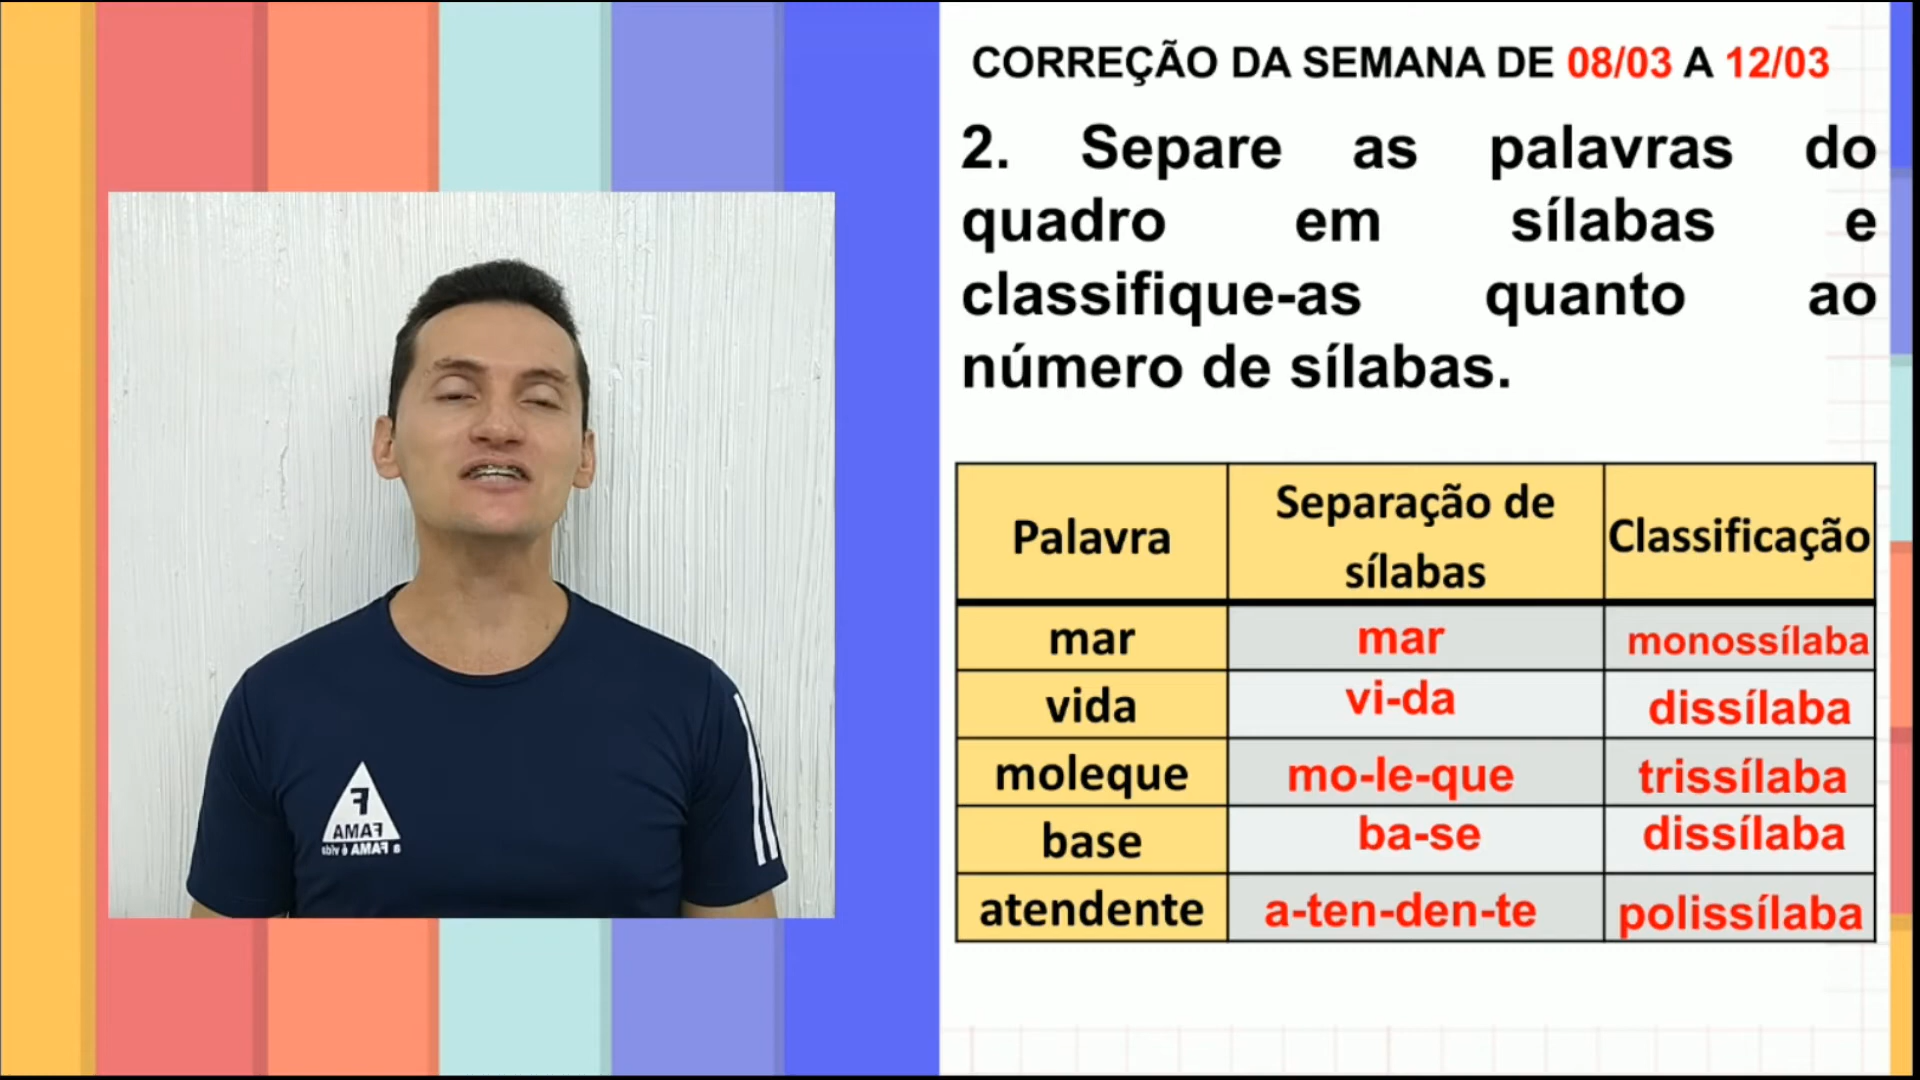 CORREÇÃO DA SEMANA DE 08/03 A 12/03
2. Separe as palavras do
quadro em sílabas e
classifique-as quanto ao
número de sílabas.
Palavra Separação de sílabas Classificação
mar mar monossílaba
vida vi-da dissílaba
moleque mo-le-que trissílaba
base ba-se dissílaba
atendente a-ten-den-te polissílaba
F
FAMA
a FAMA é vida